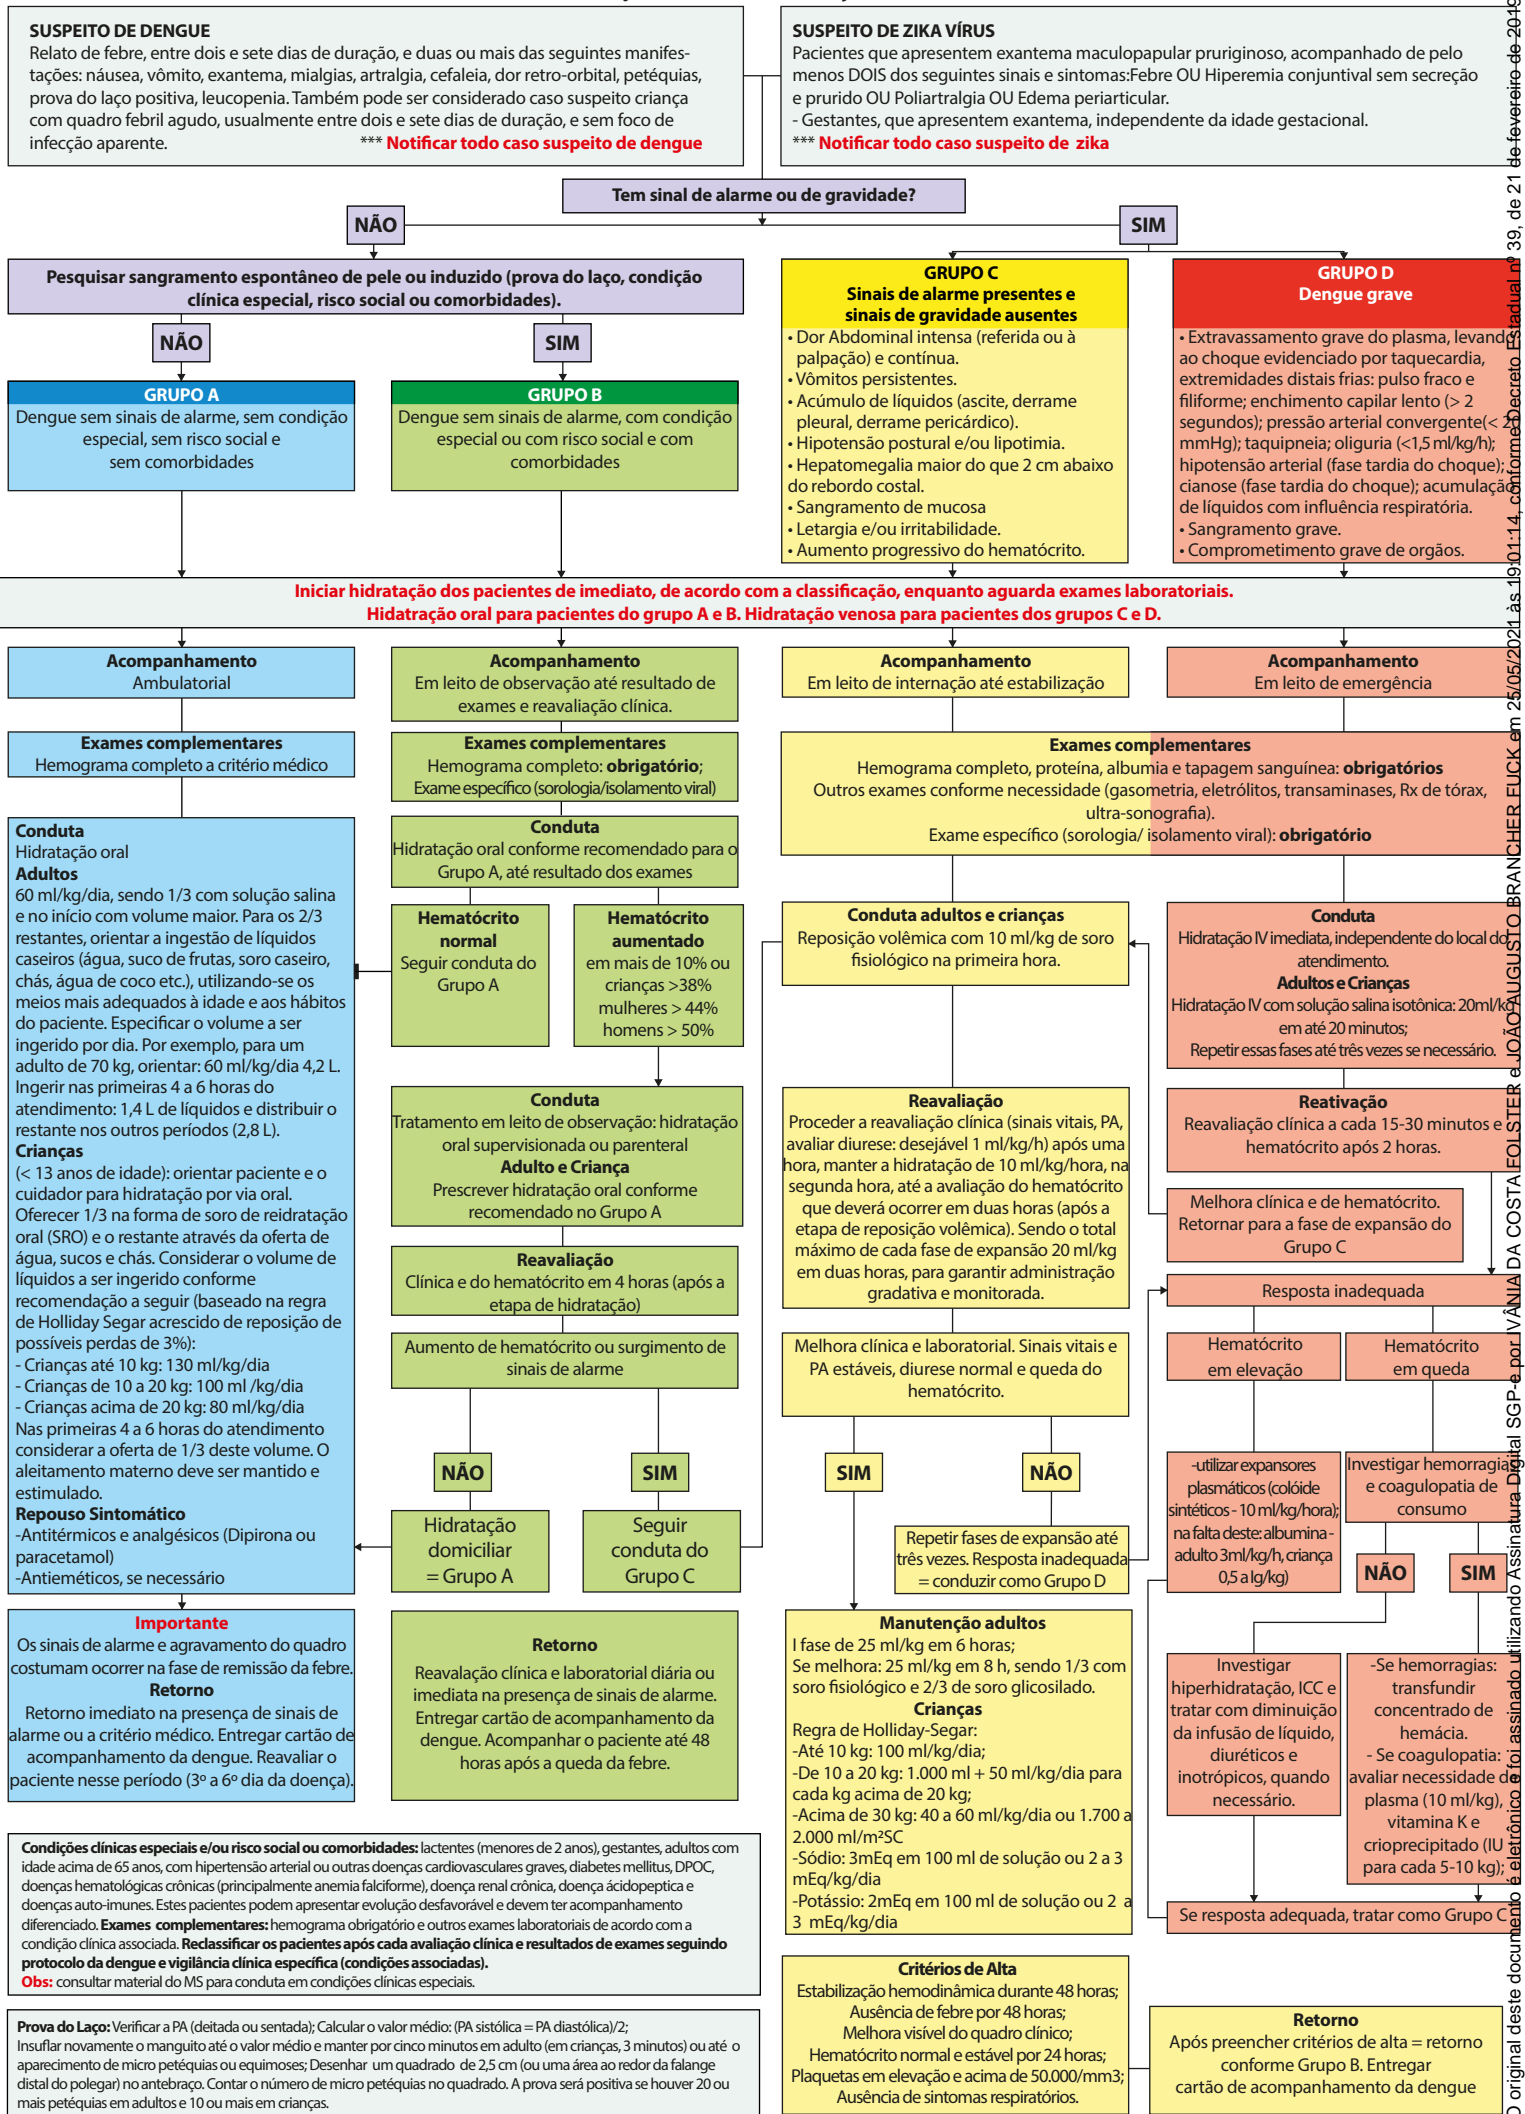 SUSPEITO DE DENGUE
Relato de febre, entre dois e sete dias de duração, e duas ou mais das seguintes manifes-
tações: náusea, vômito, exantema, mialgias, artralgia, cefaleia, dor retro-orbital, petéquias,
prova do laço positiva, leucopenia. Também pode ser considerado caso suspeito criança
com quadro febril agudo, usualmente entre dois e sete dias de duração, e sem foco de
infecção aparente. *** Notificar todo caso suspeito de dengue
SUSPEITO DE ZIKA VÍRUS
Pacientes que apresentem exantema maculopapular pruriginoso, acompanhado de pelo
menos DOIS dos seguintes sinais e sintomas:Febre OU Hiperemia conjuntival sem secreção
e prurido OU Poliartralgia OU Edema periarticular.
- Gestantes, que apresentem exantema, independente da idade gestacional.
*** Notificar todo caso suspeito de zika
Tem sinal de alarme ou de gravidade?
NÃO
SIM
Pesquisar sangramento espontâneo de pele ou induzido (prova do laço, condição
clínica especial, risco social ou comorbidades).
NÃO
SIM
GRUPO A
Dengue sem sinais de alarme, sem condição
especial, sem risco social e
sem comorbidades
GRUPO B
Dengue sem sinais de alarme, com condição
especial ou com risco social e com
comorbidades
GRUPO C
Sinais de alarme presentes e
sinais de gravidade ausentes
• Dor Abdominal intensa (referida ou à
palpação) e contínua.
• Vômitos persistentes.
• Acúmulo de líquidos (ascite, derrame
pleural, derrame pericárdico).
• Hipotensão postural e/ou lipotimia.
• Hepatomegalia maior do que 2 cm abaixo
do rebordo costal.
• Sangramento de mucosa
• Letargia e/ou irritabilidade.
• Aumento progressivo do hematócrito.
GRUPO D
Dengue grave
• Extravassamento grave do plasma, levando
ao choque evidenciado por taquecardia,
extremidades distais frias: pulso fraco e
filiforme; enchimento capilar lento (> 2
segundos); pressão arterial convergente(< 20
mmHg); taquipneia; oliguria (<1,5 ml/kg/h);
hipotensão arterial (fase tardia do choque);
cianose (fase tardia do choque); acumulação
de líquidos com influência respiratória.
• Sangramento grave.
• Comprometimento grave de orgãos.
Iniciar hidratação dos pacientes de imediato, de acordo com a classificação, enquanto aguarda exames laboratoriais.
Hidatração oral para pacientes do grupo A e B. Hidratação venosa para pacientes dos grupos C e D.
Acompanhamento
Ambulatorial
Acompanhamento
Em leito de observação até resultado de
exames e reavaliação clínica.
Acompanhamento
Em leito de internação até estabilização
Acompanhamento
Em leito de emergência
Exames complementares
Hemograma completo a critério médico
Exames complementares
Hemograma completo: obrigatório;
Exame específico (sorologia/isolamento viral)
Exames complementares
Hemograma completo, proteína, albumia e tapagem sanguínea: obrigatórios
Outros exames conforme necessidade (gasometria, eletrólitos, transaminases, Rx de tórax,
ultra-sonografia).
Exame específico (sorologia/ isolamento viral): obrigatório
Conduta
Hidratação oral
Adultos
60 ml/kg/dia, sendo 1/3 com solução salina
e no início com volume maior. Para os 2/3
restantes, orientar a ingestão de líquidos
caseiros (água, suco de frutas, soro caseiro,
chás, água de coco etc.), utilizando-se os
meios mais adequados à idade e aos hábitos
do paciente. Especificar o volume a ser
ingerido por dia. Por exemplo, para um
adulto de 70 kg, orientar: 60 ml/kg/dia 4,2 L.
Ingerir nas primeiras 4 a 6 horas do
atendimento: 1,4 L de líquidos e distribuir o
restante nos outros períodos (2,8 L).
Crianças
(< 13 anos de idade): orientar paciente e o
cuidador para hidratação por via oral.
Oferecer 1/3 na forma de soro de reidratação
oral (SRO) e o restante através da oferta de
água, sucos e chás. Considerar o volume de
líquidos a ser ingerido conforme
recomendação a seguir (baseado na regra
de Holliday Segar acrescido de reposição de
possíveis perdas de 3%):
- Crianças até 10 kg: 130 ml/kg/dia
- Crianças de 10 a 20 kg: 100 ml /kg/dia
- Crianças acima de 20 kg: 80 ml/kg/dia
Nas primeiras 4 a 6 horas do atendimento
considerar a oferta de 1/3 deste volume. O
aleitamento materno deve ser mantido e
estimulado.
Repouso Sintomático
-Antitérmicos e analgésicos (Dipirona ou
paracetamol)
-Antieméticos, se necessário
Conduta
Hidratação oral conforme recomendado para o
Grupo A, até resultado dos exames
Hematócrito
normal
Seguir conduta do
Grupo A
Hematócrito
aumentado
em mais de 10% ou
crianças >38%
mulheres > 44%
homens > 50%
Conduta
Tratamento em leito de observação: hidratação
oral supervisionada ou parenteral
Adulto e Criança
Prescrever hidratação oral conforme
recomendado no Grupo A
Reavaliação
Clínica e do hematócrito em 4 horas (após a
etapa de hidratação)
Aumento de hematócrito ou surgimento de
sinais de alarme
NÃO
SIM
Hidratação
domiciliar
= Grupo A
Seguir
conduta do
Grupo C
Conduta adultos e crianças
Reposição volêmica com 10 ml/kg de soro
fisiológico na primeira hora.
Reavaliação
Proceder a reavaliação clínica (sinais vitais, PA,
avaliar diurese: desejável 1 ml/kg/h) após uma
hora, manter a hidratação de 10 ml/kg/hora, na
segunda hora, até a avaliação do hematócrito
que deverá ocorrer em duas horas (após a
etapa de reposição volêmica). Sendo o total
máximo de cada fase de expansão 20 ml/kg
em duas horas, para garantir administração
gradativa e monitorada.
Melhora clínica e laboratorial. Sinais vitais e
PA estáveis, diurese normal e queda do
hematócrito.
SIM
NÃO
Repetir fases de expansão até
três vezes. Resposta inadequada
= conduzir como Grupo D
Conduta
Hidratação IV imediata, independente do local do
atendimento.
Adultos e Crianças
Hidratação IV com solução salina isotônica: 20ml/kg
em até 20 minutos;
Repetir essas fases até três vezes se necessário.
Reativação
Reavaliação clínica a cada 15-30 minutos e
hematócrito após 2 horas.
Melhora clínica e de hematócrito.
Retornar para a fase de expansão do
Grupo C
Resposta inadequada
Hematócrito
em elevação
Hematócrito
em queda
-utilizar expansores
plasmáticos (colóide
sintéticos - 10 ml/kg/hora);
na falta deste: albumina -
adulto 3ml/kg/h, criança
0,5 a lg/kg)
Investigar hemorragias
e coagulopatia de
consumo
NÃO
SIM
Investigar
hiperhidratação, ICC e
tratar com diminuição
da infusão de líquido,
diuréticos e
inotrópicos, quando
necessário.
-Se hemorragias:
transfundir
concentrado de
hemácia.
- Se coagulopatia:
avaliar necessidade de
plasma (10 ml/kg),
vitamina K e
crioprecipitado (IU
para cada 5-10 kg);
Se resposta adequada, tratar como Grupo C
Importante
Os sinais de alarme e agravamento do quadro
costumam ocorrer na fase de remissão da febre.
Retorno
Retorno imediato na presença de sinais de
alarme ou a critério médico. Entregar cartão de
acompanhamento da dengue. Reavaliar o
paciente nesse período (3º a 6º dia da doença).
Retorno
Reavalação clínica e laboratorial diária ou
imediata na presença de sinais de alarme.
Entregar cartão de acompanhamento da
dengue. Acompanhar o paciente até 48
horas após a queda da febre.
Manutenção adultos
I fase de 25 ml/kg em 6 horas;
Se melhora: 25 ml/kg em 8 h, sendo 1/3 com
soro fisiológico e 2/3 de soro glicosilado.
Crianças
Regra de Holliday-Segar:
-Até 10 kg: 100 ml/kg/dia;
-De 10 a 20 kg: 1.000 ml + 50 ml/kg/dia para
cada kg acima de 20 kg;
-Acima de 30 kg: 40 a 60 ml/kg/dia ou 1.700 a
2.000 ml/m²SC
-Sódio: 3mEq em 100 ml de solução ou 2 a 3
mEq/kg/dia
-Potássio: 2mEq em 100 ml de solução ou 2 a
3 mEq/kg/dia
Condições clínicas especiais e/ou risco social ou comorbidades: lactentes (menores de 2 anos), gestantes, adultos com
idade acima de 65 anos, com hipertensão arterial ou outras doenças cardiovasculares graves, diabetes mellitus, DPOC,
doenças hematológicas crônicas (principalmente anemia falciforme), doença renal crônica, doença ácidopeptica e
doenças auto-imunes. Estes pacientes podem apresentar evolução desfavorável e devem ter acompanhamento
diferenciado. Exames complementares: hemograma obrigatório e outros exames laboratoriais de acordo com a
condição clínica associada. Reclassificar os pacientes após cada avaliação clínica e resultados de exames seguindo
protocolo da dengue e vigilância clínica específica (condições associadas).
Obs: consultar material do MS para conduta em condições clínicas especiais.
Prova do Laço: Verificar a PA (deitada ou sentada); Calcular o valor médio: (PA sistólica = PA diastólica)/2;
Insuflar novamente o manguito até o valor médio e manter por cinco minutos em adulto (em crianças, 3 minutos) ou até o
aparecimento de micro petéquias ou equimoses; Desenhar um quadrado de 2,5 cm (ou uma área ao redor da falange
distal do polegar) no antebraço. Contar o número de micro petéquias no quadrado. A prova será positiva se houver 20 ou
mais petéquias em adultos e 10 ou mais em crianças.
Critérios de Alta
Estabilização hemodinâmica durante 48 horas;
Ausência de febre por 48 horas;
Melhora visível do quadro clínico;
Hematócrito normal e estável por 24 horas;
Plaquetas em elevação e acima de 50.000/mm3;
Ausência de sintomas respiratórios.
Retorno
Após preencher critérios de alta = retorno
conforme Grupo B. Entregar
cartão de acompanhamento da dengue
O original deste documento é eletrônico e foi assinado utilizando Assinatura Digital SGP-e por IVÂNIA DA COSTA FOLSTER e JOÃO AUGUSTO BRANCHER FUCK em 25/05/2021 às 19:01:14, conforme Decreto Estadual nº 39, de 21 de fevereiro de 2019